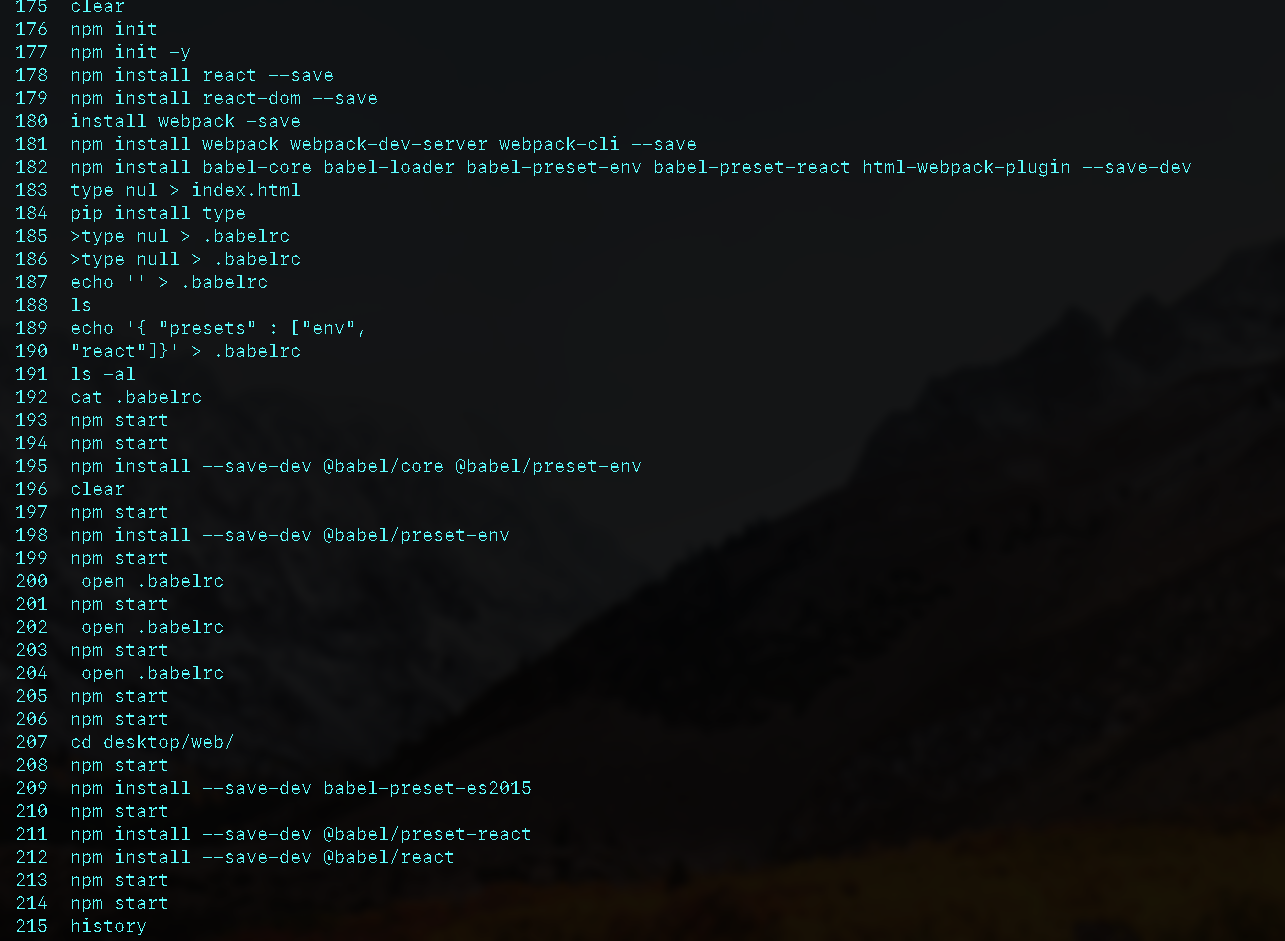 175 clear
176 npm init
177 npm init -y
178 npm install react --save
179 npm install react-dom --save
180 install webpack -save
181 npm install webpack webpack-dev-server webpack-cli --save
182 npm install babel-core babel-loader babel-preset-env babel-preset-react html-webpack-plugin --save-dev
183 type nul > index.html
184 pip install type
185 >type nul > .babelrc
186 >type null > .babelrc
187 echo '' > .babelrc
188 ls
189 echo '{ "presets" : ["env",
190 "react"]}' > .babelrc
191 ls -al
192 cat .babelrc
193 npm start
194 npm start
195 npm install --save-dev @babel/core @babel/preset-env
196 clear
197 npm start
198 npm install --save-dev @babel/preset-env
199 npm start
200 open .babelrc
201 npm start
202 open .babelrc
203 npm start
204 open .babelrc
205 npm start
206 npm start
207 cd desktop/web/
208 npm start
209 npm install --save-dev babel-preset-es2015
210 npm start
211 npm install --save-dev @babel/preset-react
212 npm install --save-dev @babel/react
213 npm start
214 npm start
215 history